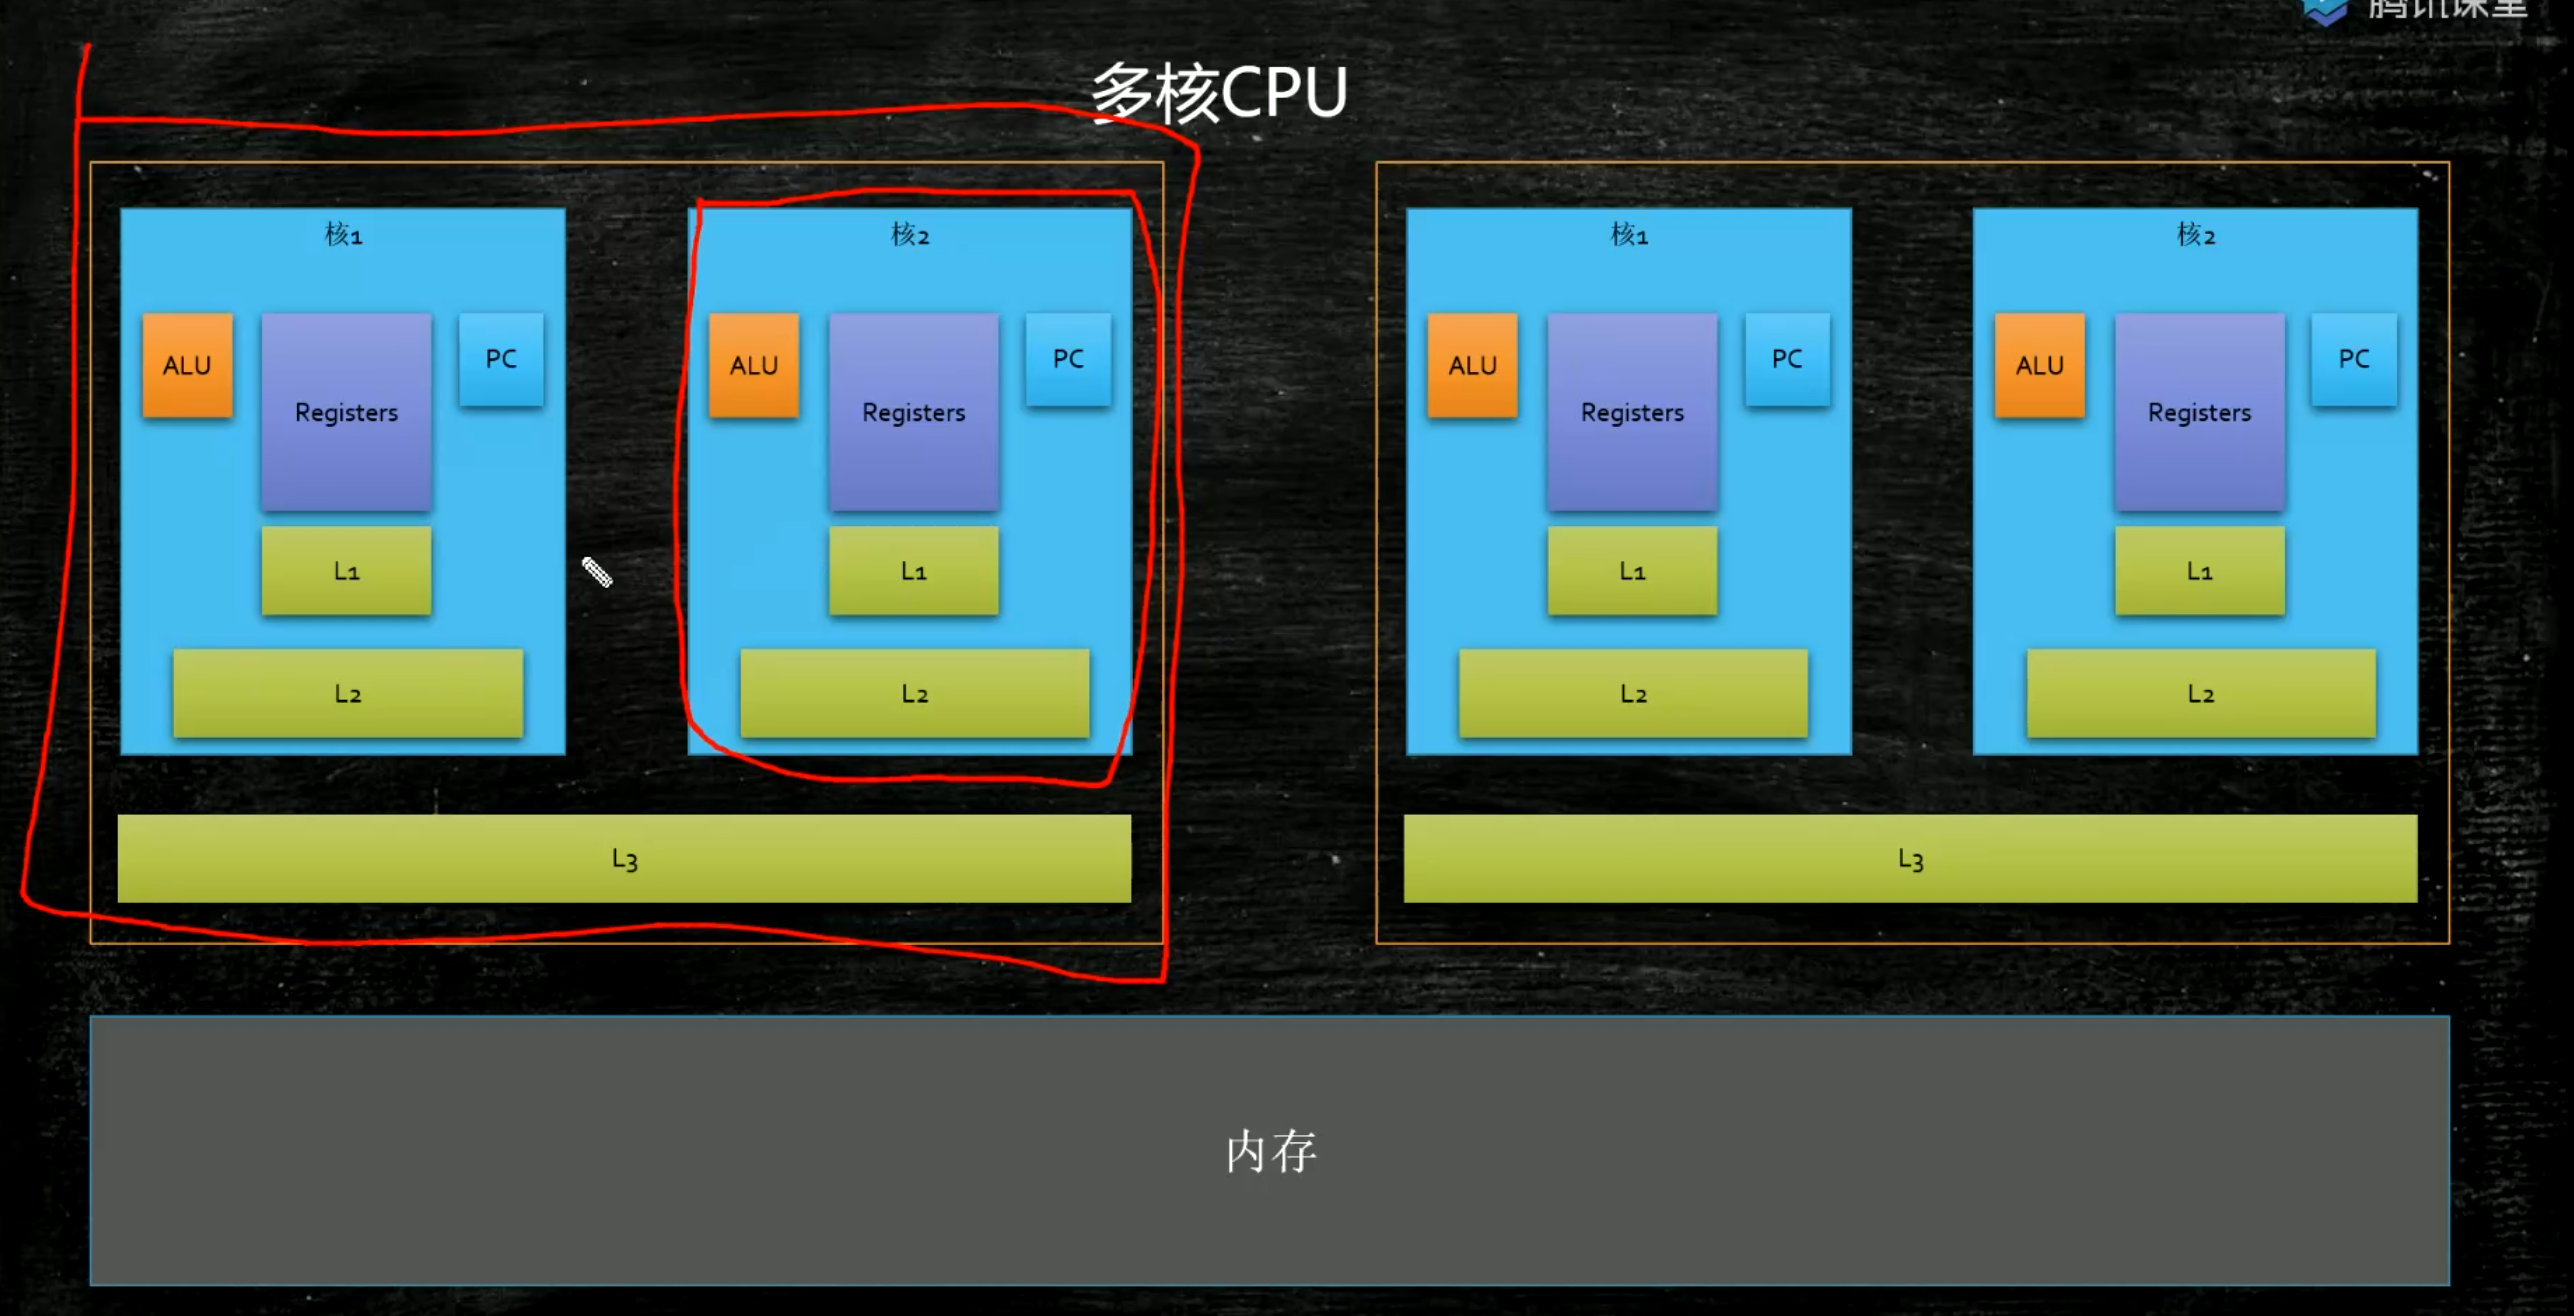 腾讯课堂
多核CPU
核1
核2
核1
核2
ALU
Registers
PC
ALU
Registers
PC
ALU
Registers
PC
ALU
Registers
PC
L1
L1
L1
L1
L2
L2
L2
L2
L3
L3
内存